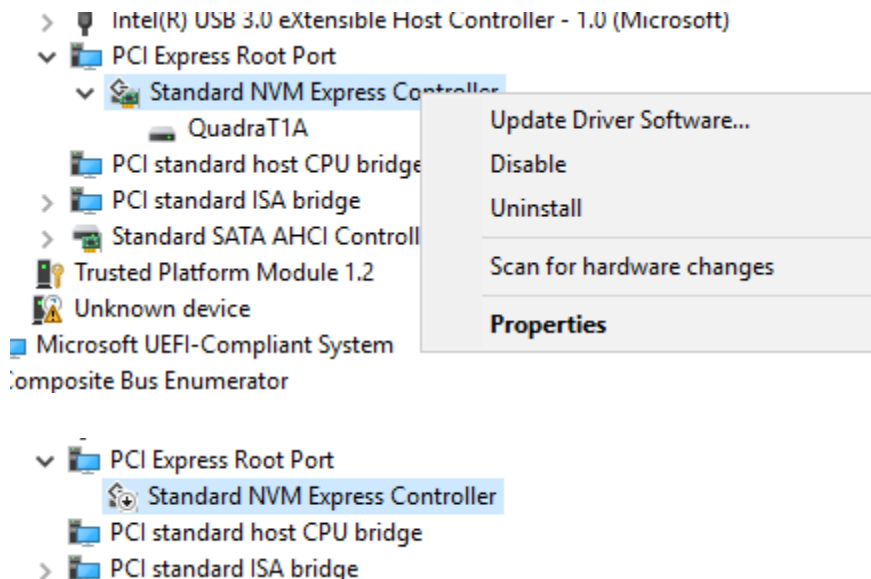 Intel(R) USB 3.0 eXtensible Host Controller - 1.0 (Microsoft)
PCI Express Root Port
Standard NVM Express Controller
Update Driver Software...
QuadraT1A
Disable
PCI standard host CPU bridge
Uninstall
PCI standard ISA bridge
Standard SATA AHCI Controll
Scan for hardware changes
Trusted Platform Module 1.2
Unknown device
Properties
Microsoft UEFI-Compliant System
omposite Bus Enumerator
PCI Express Root Port
Standard NVM Express Controller
PCI standard host CPU bridge
PCI standard ISA bridge